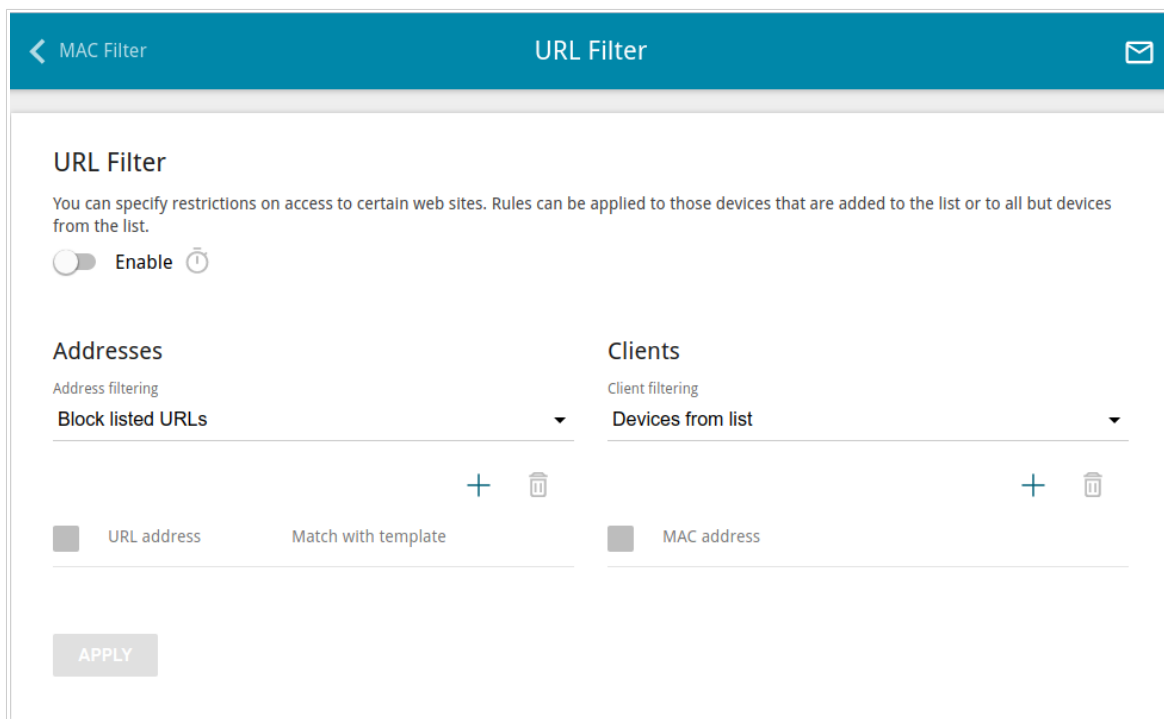 MAC Filter
URL Filter
URL Filter
You can specify restrictions on access to certain web sites. Rules can be applied to those devices that are added to the list or to all but devices
from the list.
Enable
Addresses
Address filtering
Block listed URLs
URL address Match with template
Clients
Client filtering
Devices from list
MAC address
APPLY